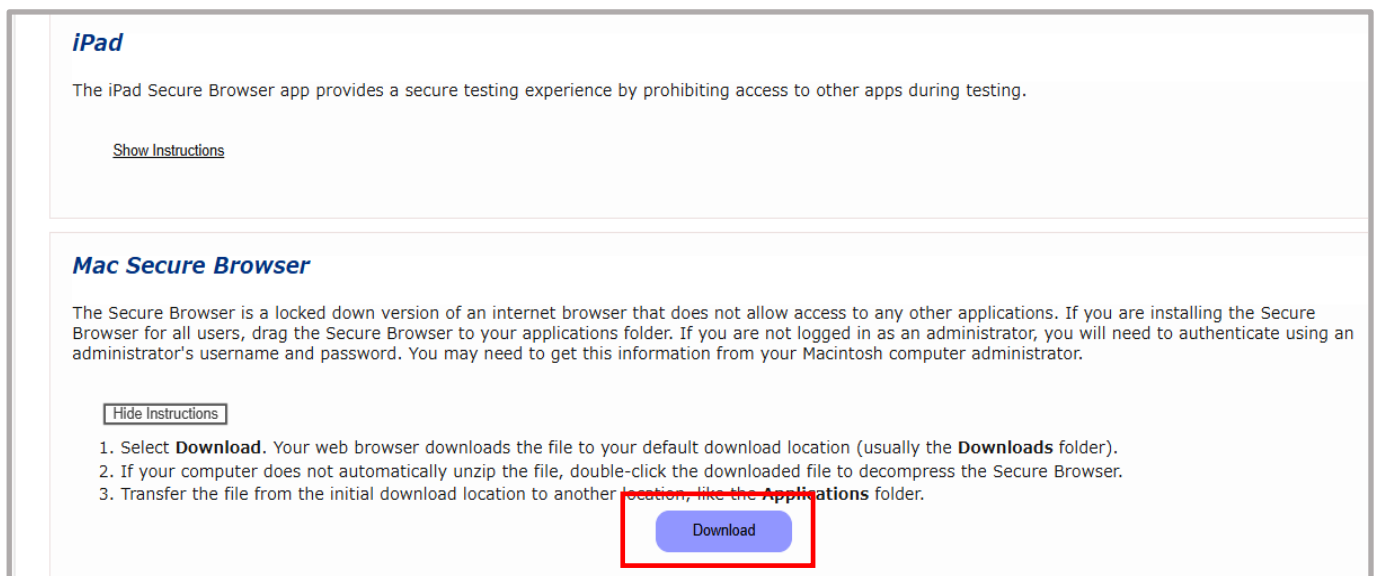 iPad
The iPad Secure Browser app provides a secure testing experience by prohibiting access to other apps during testing.
Show Instructions
Mac Secure Browser
The Secure Browser is a locked down version of an internet browser that does not allow access to any other applications. If you are installing the Secure
Browser for all users, drag the Secure Browser to your applications folder. If you are not logged in as an administrator, you will need to authenticate using an
administrator's username and password. You may need to get this information from your Macintosh computer administrator.
Hide Instructions
1. Select Download. Your web browser downloads the file to your default download location (usually the Downloads folder).
2. If your computer does not automatically unzip the file, double-click the downloaded file to decompress the Secure Browser.
3. Transfer the file from the initial download location to another location, like the Applications folder.
Download